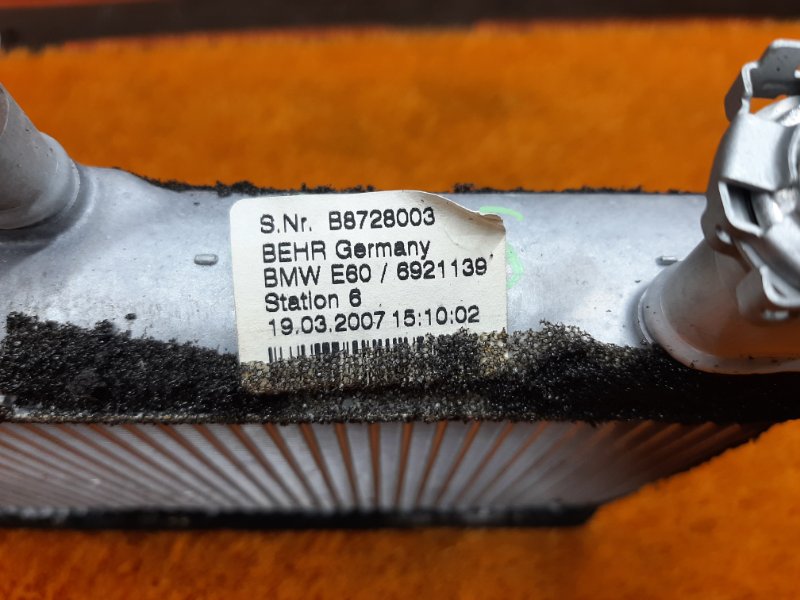 S.Nr. B8728003
BEHR Germany
BMW E60 / 6921139
Station 6
19.03.2007 15:10:02